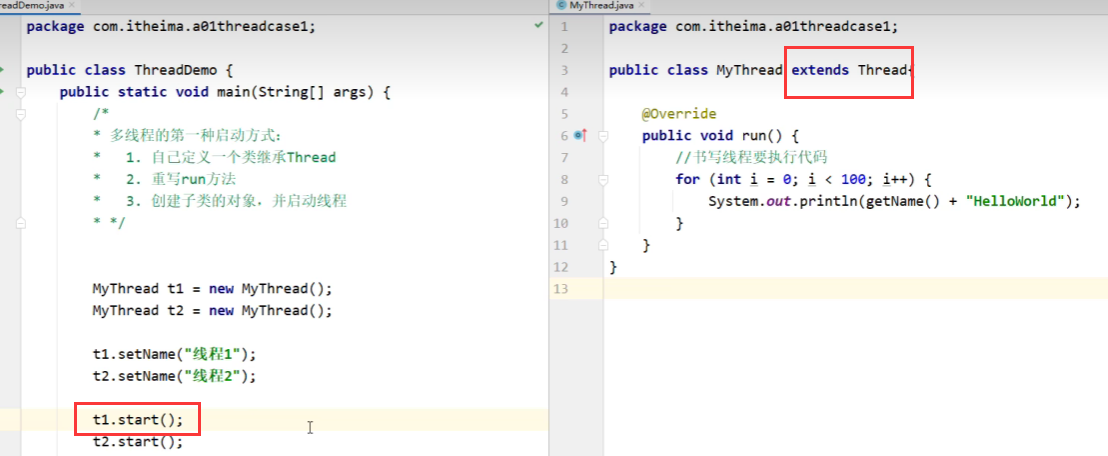 readDemo.java
package com.itheima.a01threadcase1;
public class ThreadDemo {
public static void main(String[] args) {
/*
* 多线程的第一种启动方式:
* 1. 自己定义一个类继承Thread
* 2. 重写run方法
* 3. 创建子类的对象，并启动线程
* */
MyThread t1 = new MyThread();
MyThread t2 = new MyThread();
t1.setName("线程1");
t2.setName("线程2");
t1.start();
t2.start();
MyThread.java
1 package com.itheima.a01threadcase1;
2
3 public class MyThread extends Thread{
4
5 @Override
6 public void run() {
7 //书写线程要执行代码
8 for (int i = 0; i < 100; i++) {
9 System.out.println(getName() + "HelloWorld");
10 }
11 }
12 }
13